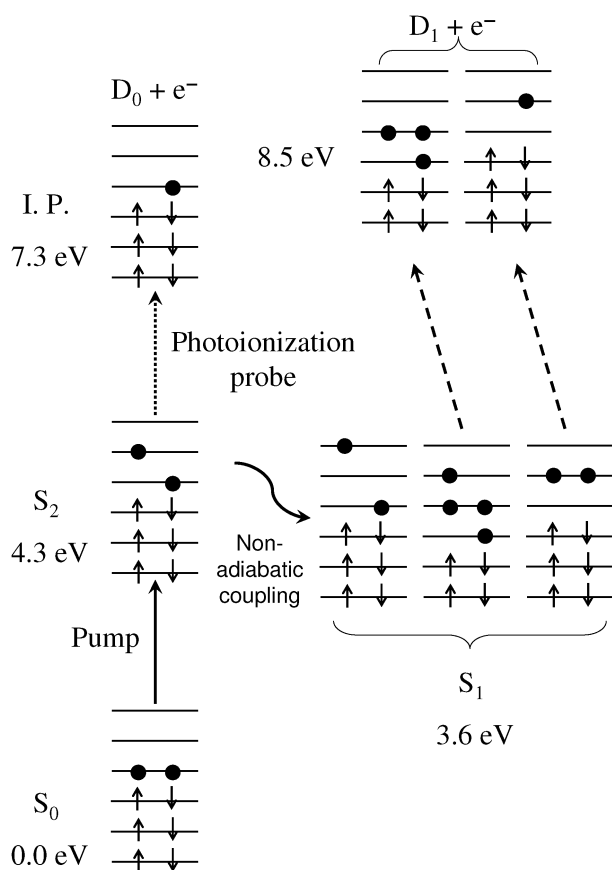 D₁ + e⁻
D₀ + e⁻
8.5 eV
I. P.
7.3 eV
Photoionization
probe
S₂
4.3 eV
Non-
adiabatic
coupling
Pump
S₁
3.6 eV
S₀
0.0 eV